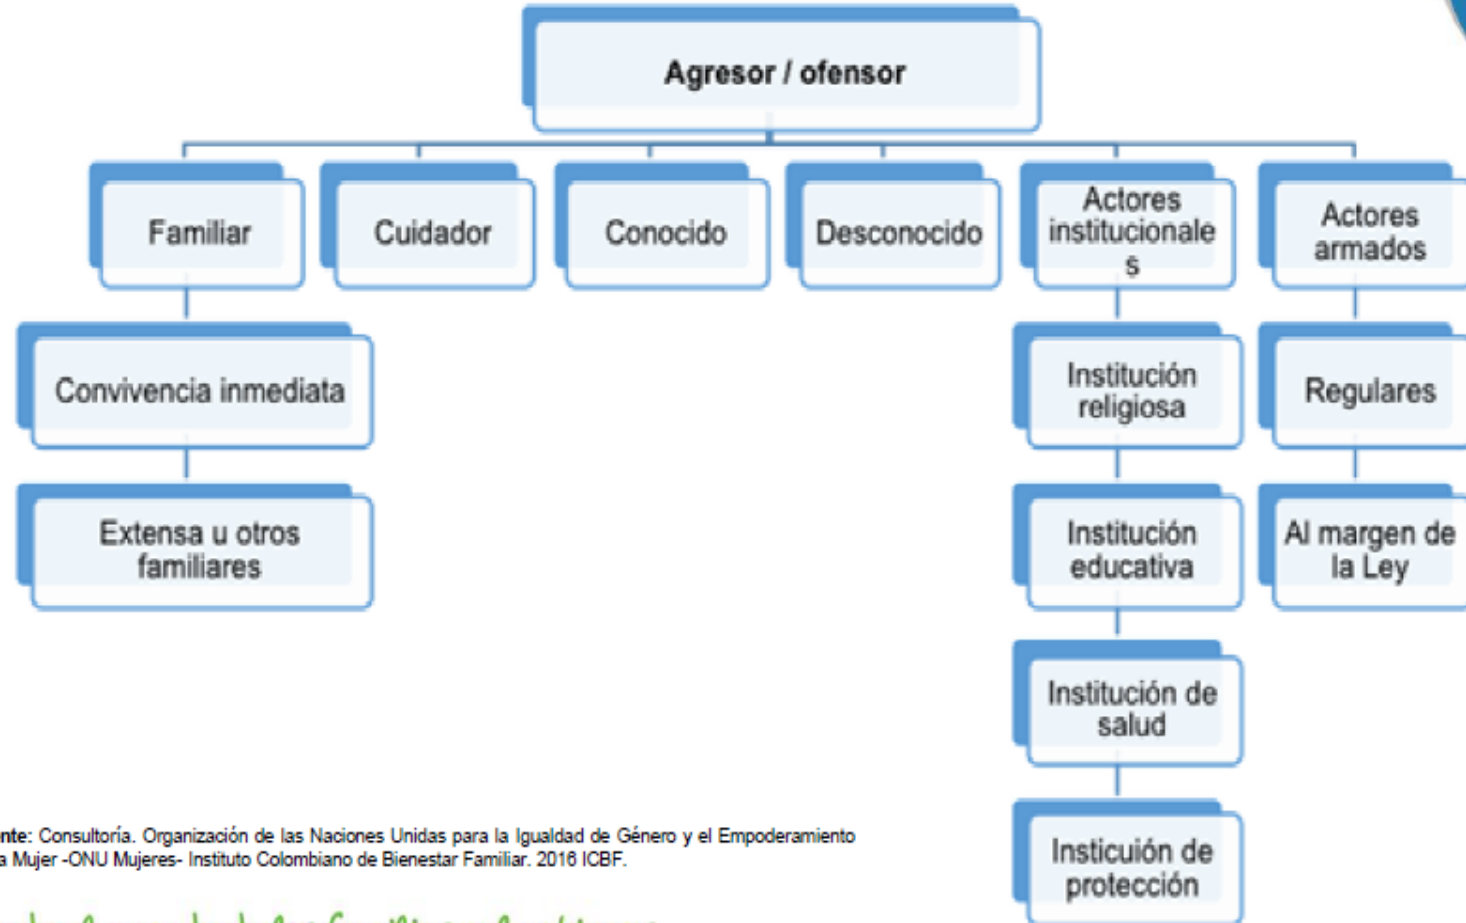 Agresor / ofensor
Familiar
Cuidador
Conocido
Desconocido
Actores
institucionale
s
Actores
armados
Convivencia inmediata
Institución
religiosa
Regulares
Extensa u otros
familiares
Institución
educativa
Al margen de
la Ley
Institución de
salud
Insticuión de
protección
nte: Consultoría. Organización de las Naciones Unidas para la Igualdad de Género y el Empoderamiento
a Mujer -ONU Mujeres- Instituto Colombiano de Bienestar Familiar. 2016 ICBF.